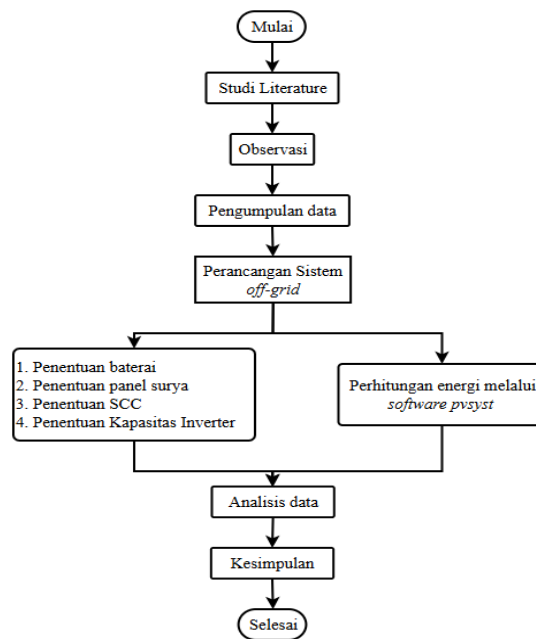 Mulai
Studi Literature
Observasi
Pengumpulan data
Perancangan Sistem
off-grid
1. Penentuan baterai
2. Penentuan panel surya
3. Penentuan SCC
4. Penentuan Kapasitas Inverter
Perhitungan energi melalui
software pvsyst
Analisis data
Kesimpulan
Selesai